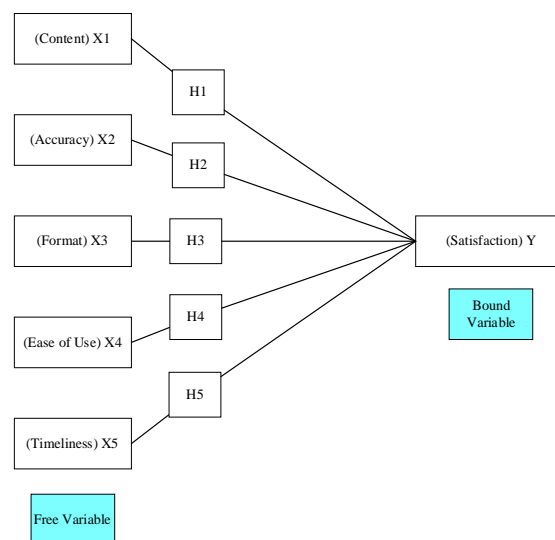 (Content) X1
H1
(Accuracy) X2
H2
(Format) X3
H3
(Satisfaction) Y
Bound
Variable
H4
(Ease of Use) X4
H5
(Timeliness) X5
Free Variable